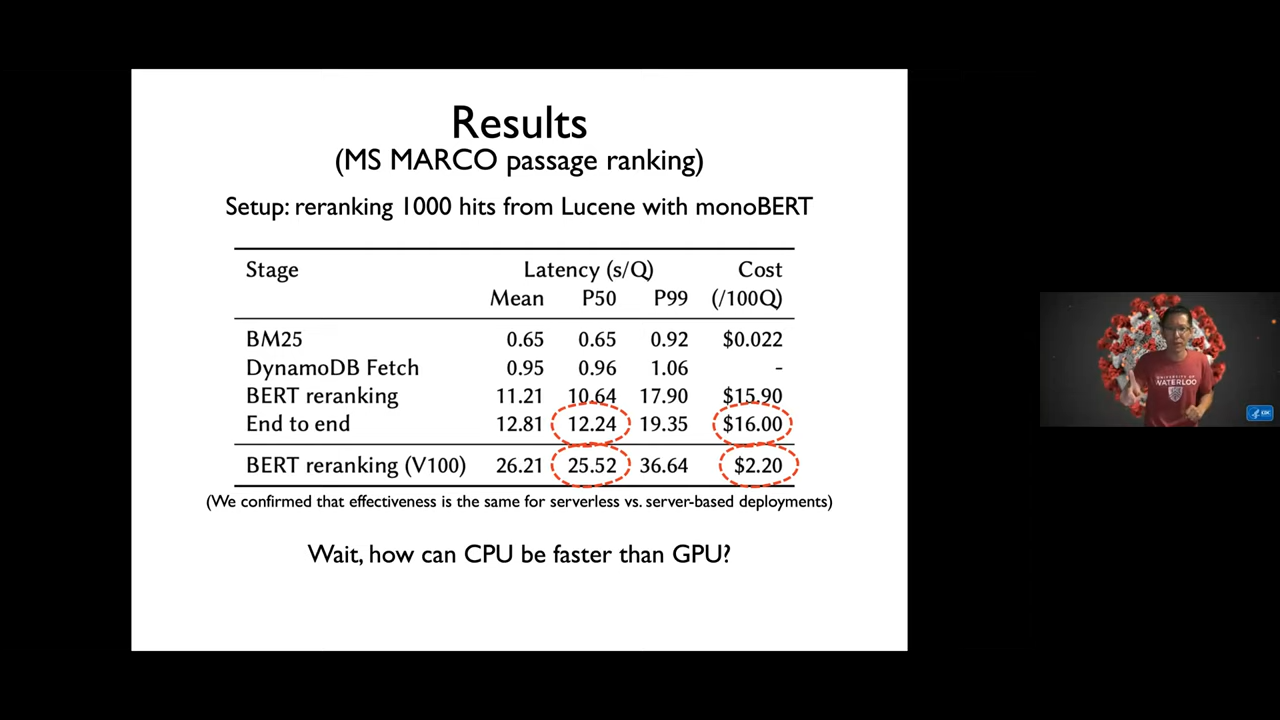 Results
(MS MARCO passage ranking)
Setup: reranking 1000 hits from Lucene with monoBERT
Stage Latency (s/Q) Cost
Mean P50 P99 (/100Q)
BM25 0.65 0.65 0.92 $0.022
DynamoDB Fetch 0.95 0.96 1.06 -
BERT reranking 11.21 10.64 17.90 $15.90
End to end 12.81 12.24 19.35 $16.00
BERT reranking (V100) 26.21 25.52 36.64 $2.20
(We confirmed that effectiveness is the same for serverless vs. server-based deployments)
Wait, how can CPU be faster than GPU?
UNIVERSITY OF
WATERLOO
CDC